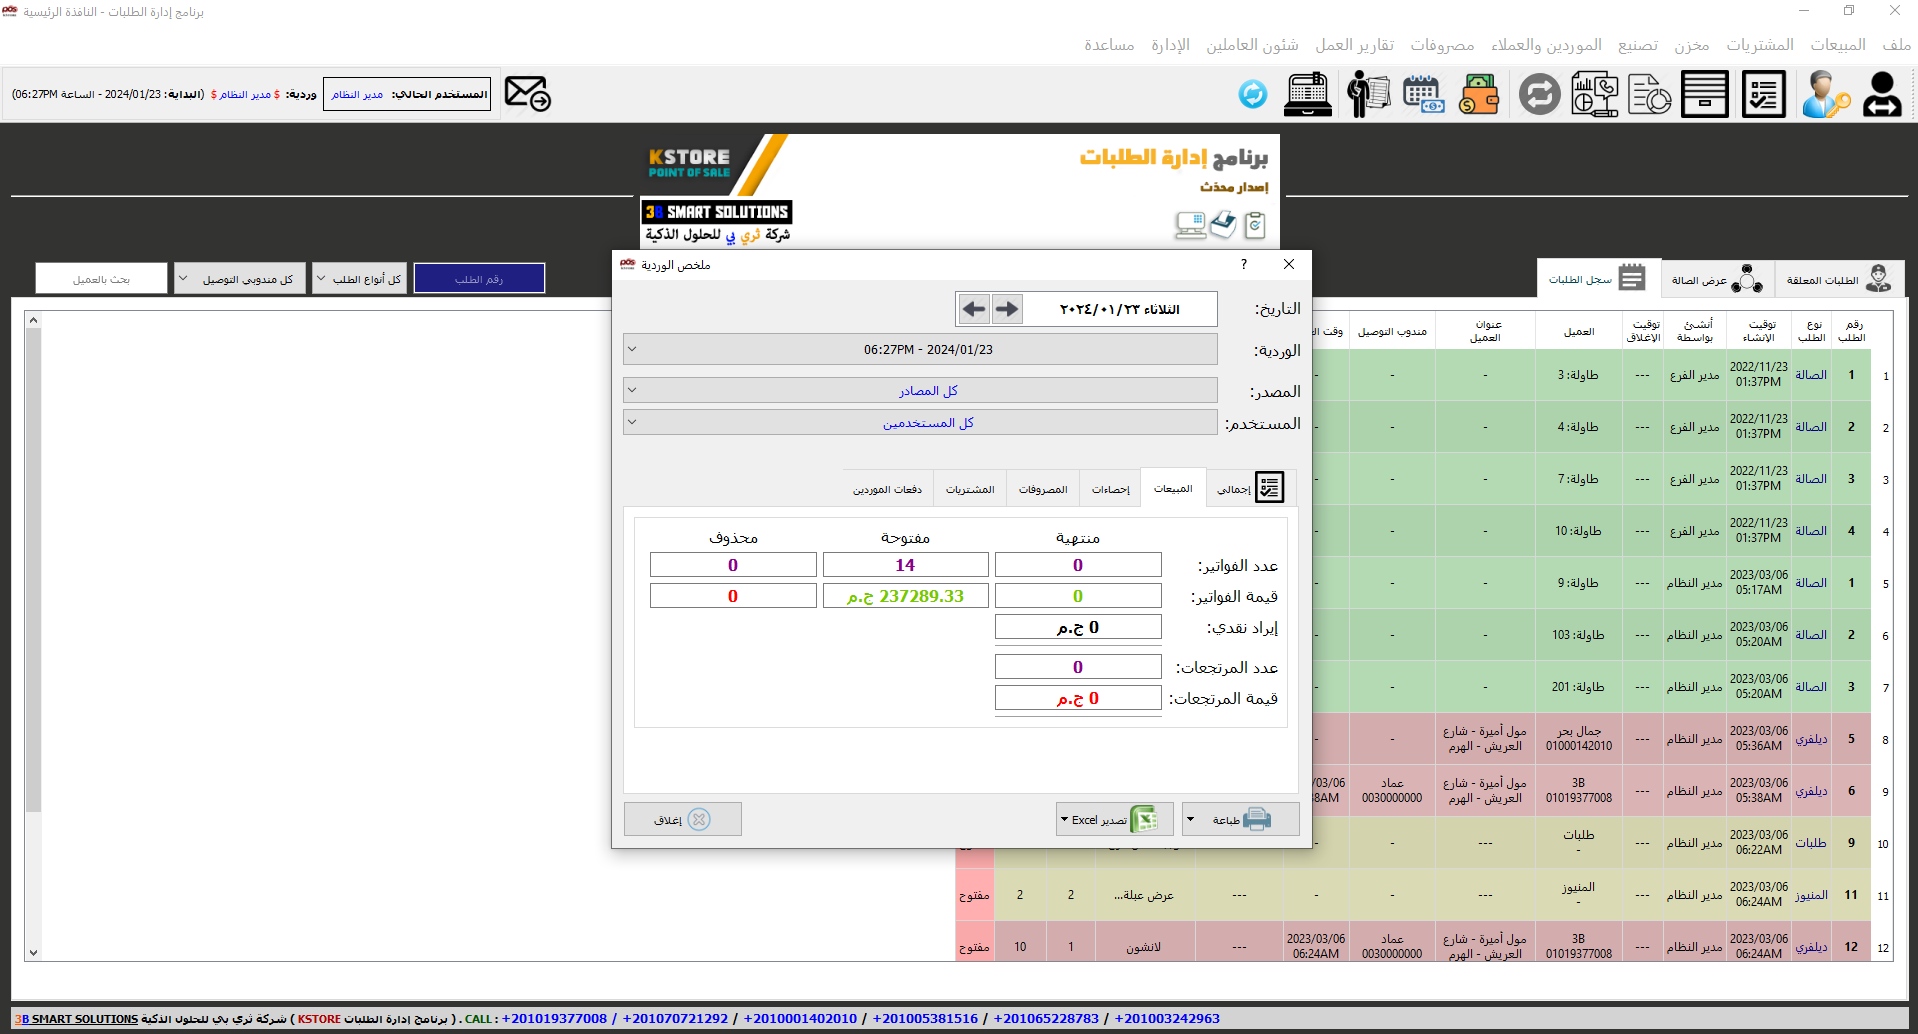 برنامج إدارة الطلبات - النافذة الرئيسية
ملف المبيعات المشتريات مخزن تصنيع الموردين والعملاء مصروفات تقارير العمل شئون العاملين الإدارة مساعدة
المستخدم الحالي: مدير النظام
وردية: $ مدير النظام $ (البداية: 2024/01/23 - الساعة 06:27PM)
KSTORE
POINT OF SALE
3B SMART SOLUTIONS
شركة ثري بي للحلول الذكية
برنامج إدارة الطلبات
إصدار محدّث
الطلبات المعلقة
عرض الصالة
سجل الطلبات
رقم الطلب
كل أنواع الطلب
كل مندوبي التوصيل
بحث بالعميل
ملخص الوردية
التاريخ: الثلاثاء ٢٠٢٤/٠١/٢٣
الوردية: 06:27PM - 2024/01/23
المصدر: كل المصادر
المستخدم: كل المستخدمين
إجمالي المبيعات إحصاءات المصروفات المشتريات دفعات الموردين
منتهية مفتوحة محذوف
عدد الفواتير: 0 14 0
قيمة الفواتير: 0 237289.33 ج.م 0
إيراد نقدي: 0 ج.م
عدد المرتجعات: 0
قيمة المرتجعات: 0 ج.م
طباعة
تصدير Excel
إغلاق
رقم الطلب نوع الطلب توقيت الإنشاء أنشئ بواسطة توقيت الإغلاق العميل عنوان العميل مندوب التوصيل وقت
1 1 الصالة 2022/11/23 01:37PM مدير الفرع --- طاولة: 3 - - -
2 2 الصالة 2022/11/23 01:37PM مدير الفرع --- طاولة: 4 - - -
3 3 الصالة 2022/11/23 01:37PM مدير الفرع --- طاولة: 7 - - -
4 4 الصالة 2022/11/23 01:37PM مدير الفرع --- طاولة: 10 - - -
5 1 الصالة 2023/03/06 05:17AM مدير النظام --- طاولة: 9 - - -
6 2 الصالة 2023/03/06 05:20AM مدير النظام --- طاولة: 103 - - -
7 3 الصالة 2023/03/06 05:20AM مدير النظام --- طاولة: 201 - - -
8 5 ديلفري 2023/03/06 05:36AM مدير النظام --- جمال بحر 01000142010 مول أميرة - شارع العريش - الهرم - -
9 6 ديلفري 2023/03/06 05:38AM مدير النظام --- 3B 01019377008 مول أميرة - شارع العريش - الهرم عماد 0030000000 /03/06 38AM
10 9 طلبات 2023/03/06 06:22AM مدير النظام --- طلبات - --- - -
11 11 المنيوز 2023/03/06 06:24AM مدير النظام --- المنيوز - --- - - --- عرض عيلة... 2 2 مفتوح
12 12 ديلفري 2023/03/06 06:24AM مدير النظام --- 3B 01019377008 مول أميرة - شارع العريش - الهرم عماد 0030000000 2023/03/06 06:24AM --- لانشون 1 10 مفتوح
3B SMART SOLUTIONS شركة ثري بي للحلول الذكية ( برنامج إدارة الطلبات KSTORE ) . CALL : +201019377008 / +201070721292 / +2010001402010 / +201005381516 / +201065228783 / +201003242963